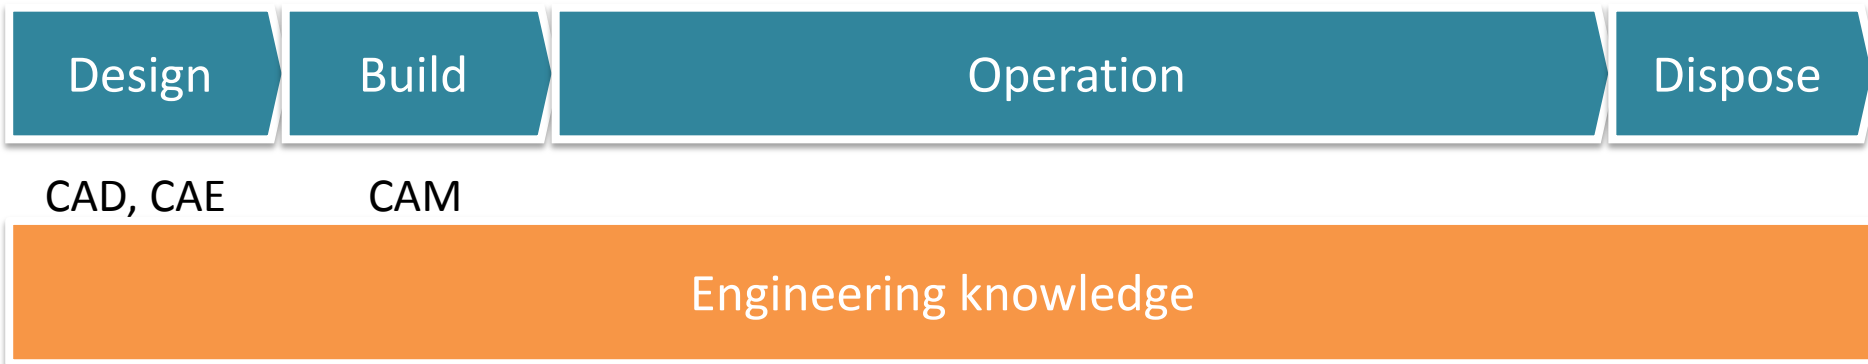 Design
Build
Operation
Dispose
CAD, CAE
CAM
Engineering knowledge